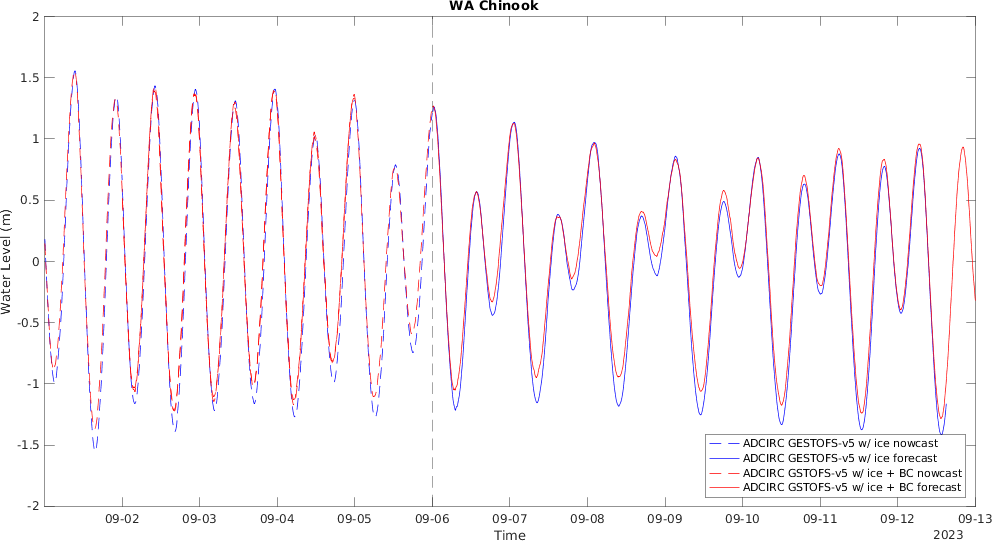 WA Chinook
2
1.5
1
0.5
0
-0.5
-1
-1.5
-2
Water Level (m)
ADCIRC GESTOFS-v5 w/ ice nowcast
ADCIRC GESTOFS-v5 w/ ice forecast
ADCIRC GSTOFS-v5 w/ ice + BC nowcast
ADCIRC GSTOFS-v5 w/ ice + BC forecast
09-02 09-03 09-04 09-05 09-06 09-07 09-08 09-09 09-10 09-11 09-12 09-13
Time
2023